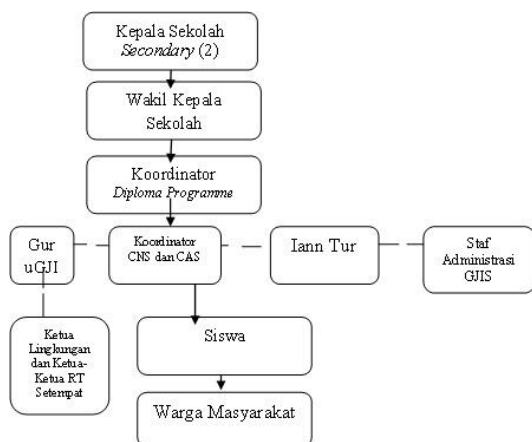 Kepala Sekolah
Secondary (2)
Wakil Kepala
Sekolah
Koordinator
Diploma Programme
Gur
uGJI
Koordinator
CNS dan CAS
Iann Tur
Staf
Administrasi
GJIS
Ketua
Lingkungan
dan Ketua-
Ketua RT
Setempat
Siswa
Warga Masyarakat